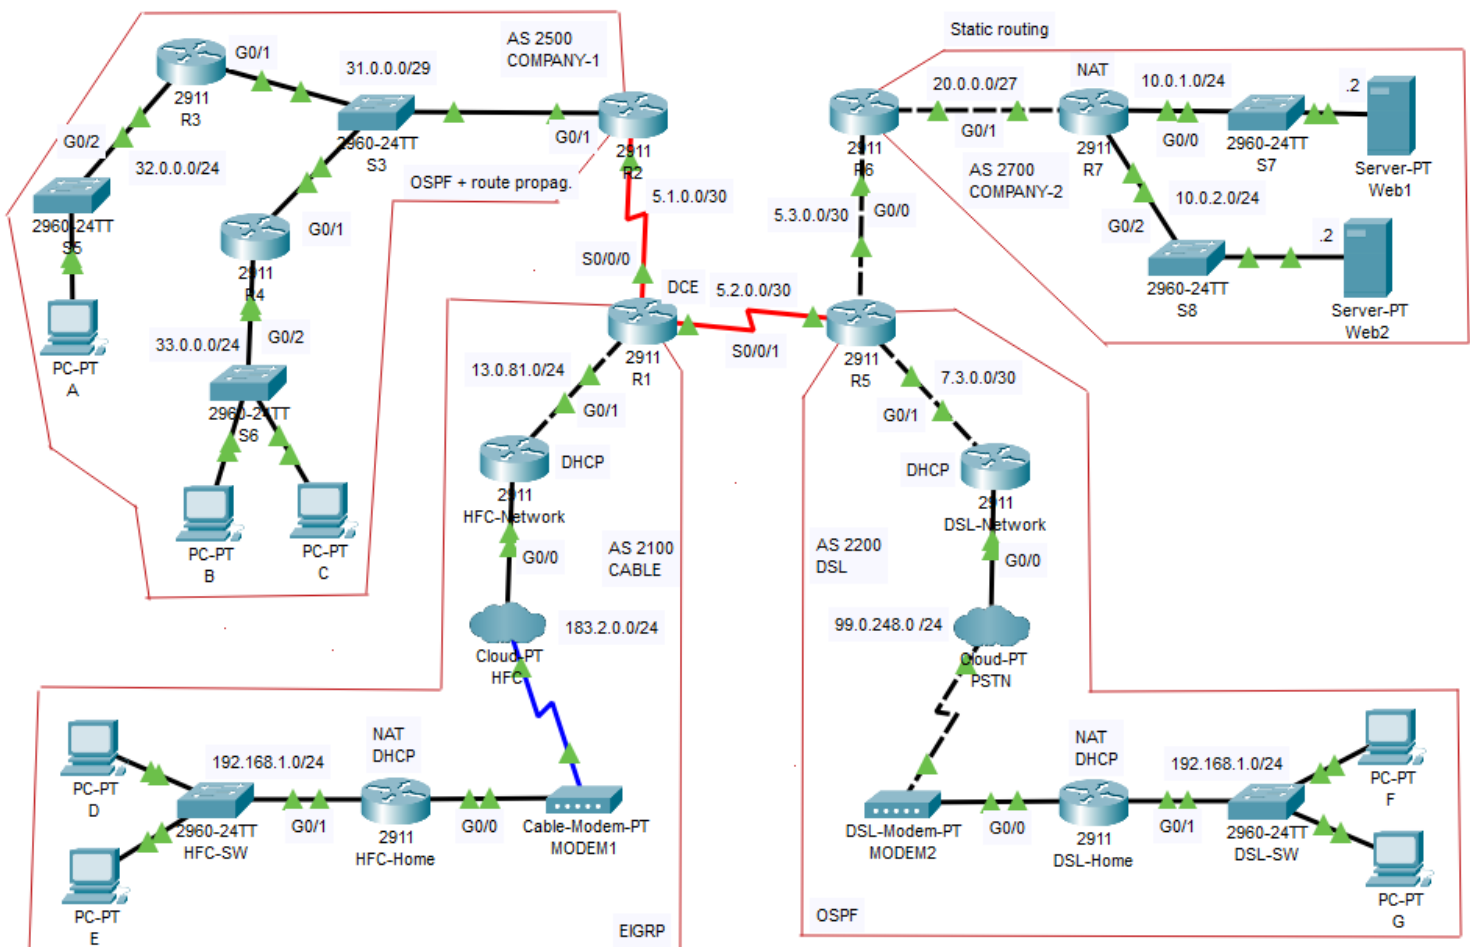 AS 2500
COMPANY-1
G0/1
31.0.0.0/29
2911
R3
G0/2
32.0.0.0/24
2960-24TT
S3
G0/1
2911
R2
OSPF + route propag.
2960-24TT
S5
G0/1
2911
R4
5.1.0.0/30
S0/0/0
DCE
33.0.0.0/24
G0/2
PC-PT
A
2960-24TT
S6
PC-PT
B
PC-PT
C
Static routing
20.0.0.0/27
NAT
10.0.1.0/24
.2
G0/1
G0/0
2911
R6
2911
R7
2960-24TT
S7
Server-PT
Web1
AS 2700
COMPANY-2
5.3.0.0/30
G0/0
10.0.2.0/24
G0/2
.2
2960-24TT
S8
Server-PT
Web2
5.2.0.0/30
S0/0/1
2911
R1
2911
R5
13.0.81.0/24
G0/1
7.3.0.0/30
G0/1
DHCP
2911
HFC-Network
DHCP
2911
DSL-Network
G0/0
AS 2100
CABLE
AS 2200
DSL
G0/0
183.2.0.0/24
Cloud-PT
HFC
99.0.248.0 /24
Cloud-PT
PSTN
PC-PT
D
192.168.1.0/24
NAT
DHCP
2960-24TT
HFC-SW
G0/1
2911
HFC-Home
G0/0
Cable-Modem-PT
MODEM1
PC-PT
E
EIGRP
NAT
DHCP
192.168.1.0/24
PC-PT
F
DSL-Modem-PT
MODEM2
G0/0
2911
DSL-Home
G0/1
2960-24TT
DSL-SW
PC-PT
G
OSPF